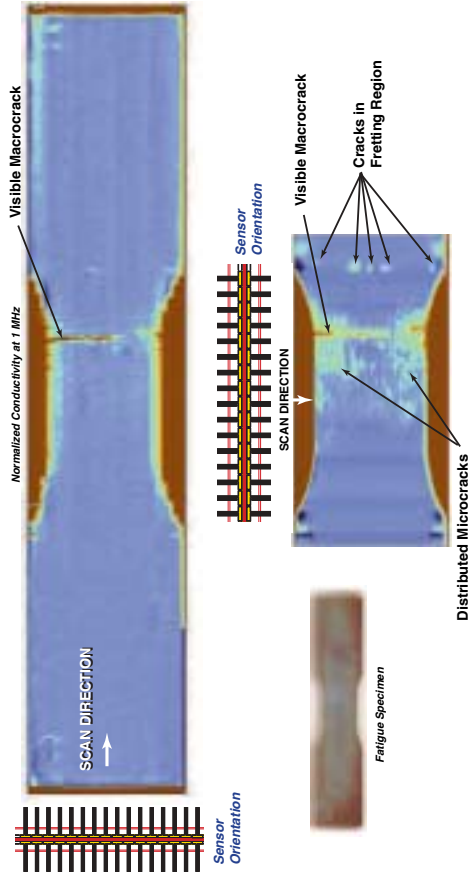 Visible Macrocrack
Normalized Conductivity at 1 MHz
SCAN DIRECTION
Sensor
Orientation
Sensor
Orientation
SCAN DIRECTION
Visible Macrocrack
Cracks in
Fretting Region
Distributed Microcracks
Fatigue Specimen